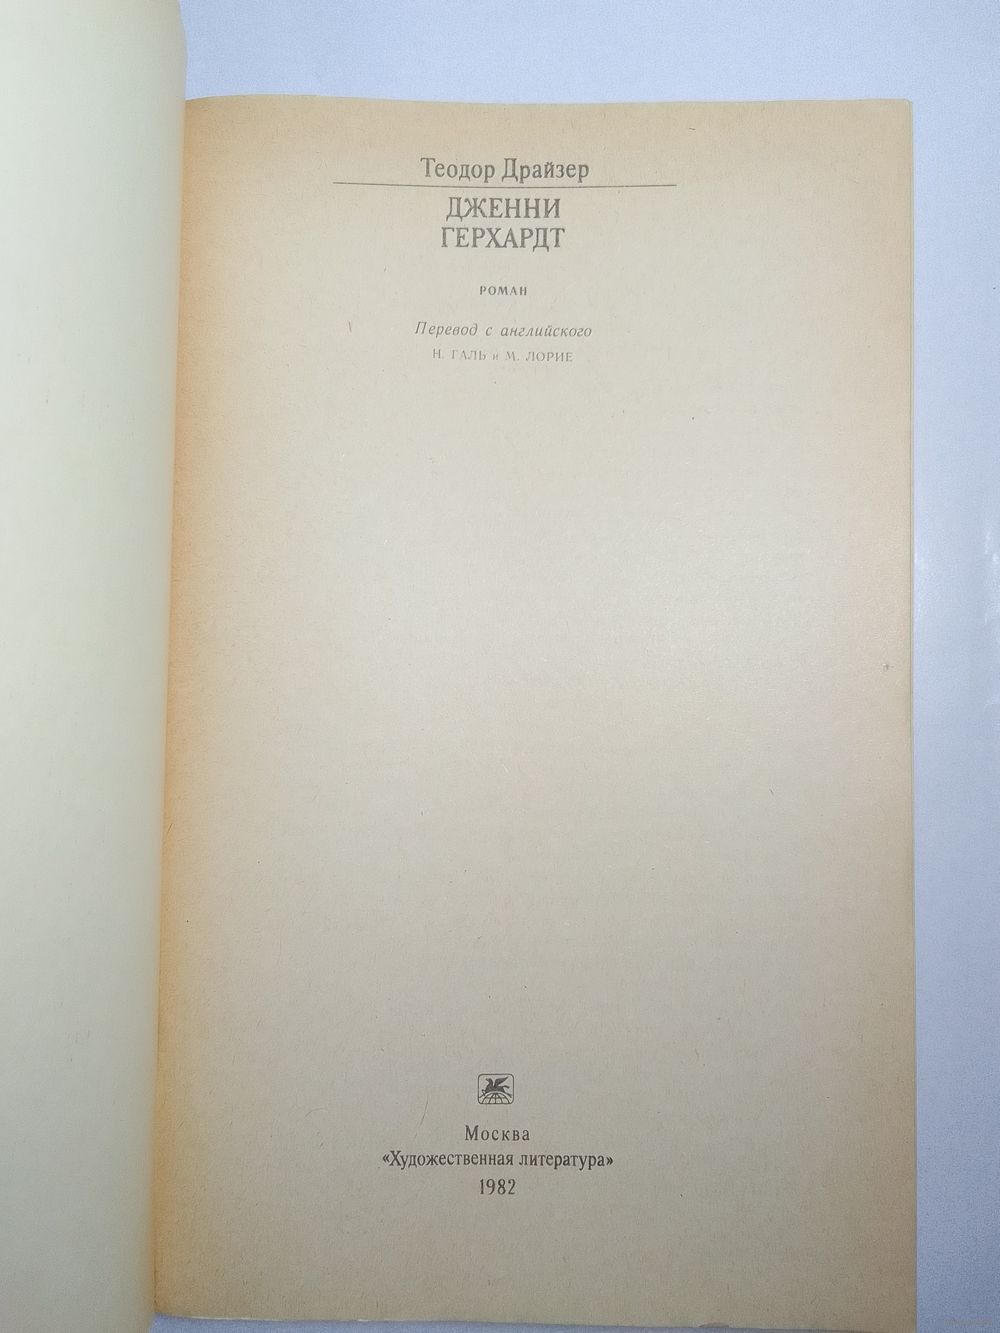 Теодор Драйзер
ДЖЕННИ
ГЕРХАРДТ
РОМАН
Перевод с английского
Н. ГАЛЬ и М. ЛОРИЕ
Москва
«Художественная литература»
1982